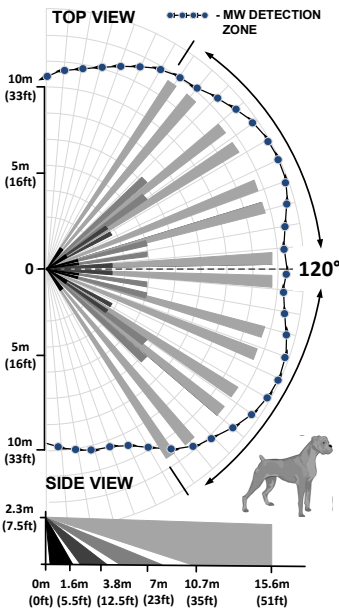 TOP VIEW
- MW DETECTION
ZONE
10m
(33ft)
5m
(16ft)
0
120°
5m
(16ft)
10m
(33ft)
SIDE VIEW
2.3m
(7.5ft)
0m 1.6m 3.8m 7m 10.7m 15.6m
(0ft) (5.5ft) (12.5ft) (23ft) (35ft) (51ft)